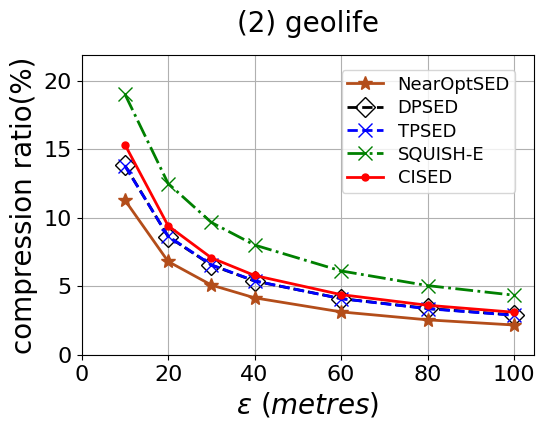 (2) geolife
compression ratio(%)
20
15
10
5
0
NearOptSED
DPSED
TPSED
SQUISH-E
CISED
0 20 40 60 80 100
ε (metres)